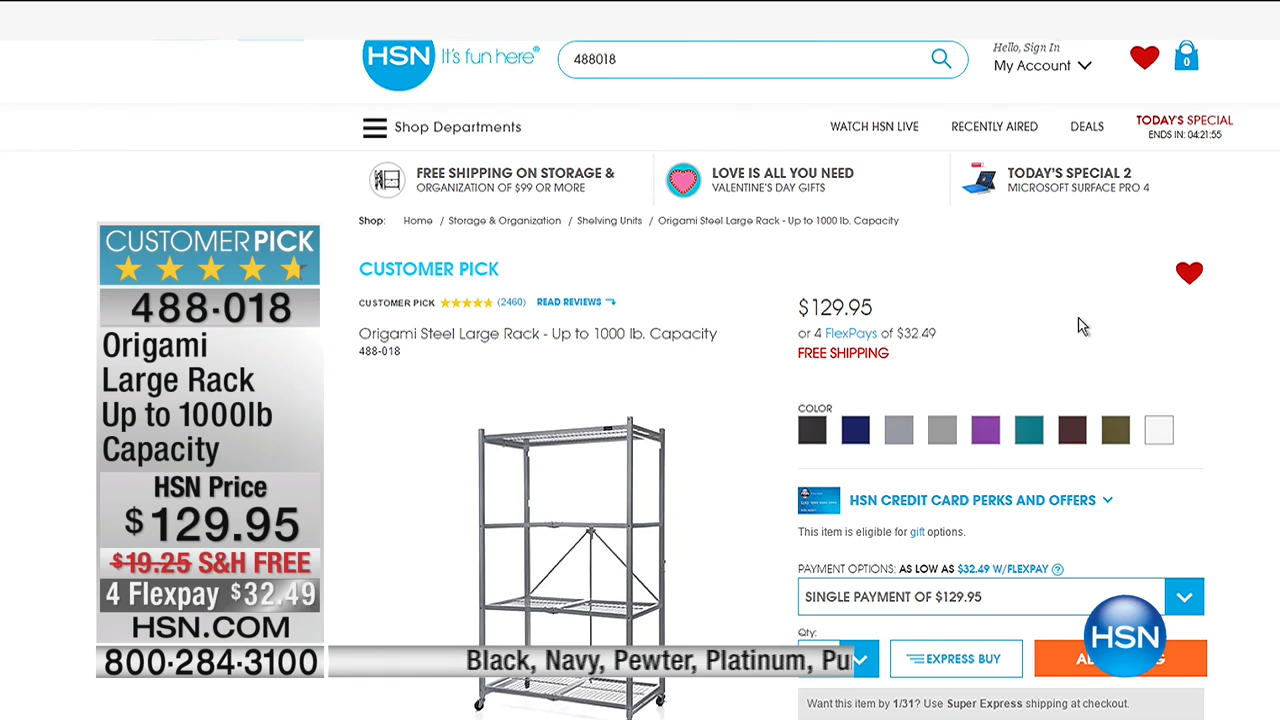 HSN It's fun here®
488018
Hello, Sign In
My Account
0
Shop Departments
WATCH HSN LIVE
RECENTLY AIRED
DEALS
TODAY'S SPECIAL
ENDS IN: 04:21:55
FREE SHIPPING ON STORAGE &
ORGANIZATION OF $99 OR MORE
LOVE IS ALL YOU NEED
VALENTINE'S DAY GIFTS
TODAY'S SPECIAL 2
MICROSOFT SURFACE PRO 4
Shop: Home / Storage & Organization / Shelving Units / Origami Steel Large Rack - Up to 1000 lb. Capacity
CUSTOMER PICK
488-018
Origami
Large Rack
Up to 1000lb
Capacity
HSN Price
$129.95
$19.25 S&H FREE
4 Flexpay $32.49
HSN.COM
800-284-3100
CUSTOMER PICK
CUSTOMER PICK (2460) READ REVIEWS
Origami Steel Large Rack - Up to 1000 lb. Capacity
488-018
$129.95
or 4 FlexPays of $32.49
FREE SHIPPING
COLOR
HSN CREDIT CARD PERKS AND OFFERS
This item is eligible for gift options.
PAYMENT OPTIONS: AS LOW AS $32.49 W/FLEXPAY ?
SINGLE PAYMENT OF $129.95
Qty:
EXPRESS BUY
HSN
Want this item by 1/31? Use Super Express shipping at checkout.
Black, Navy, Pewter, Platinum, Pu